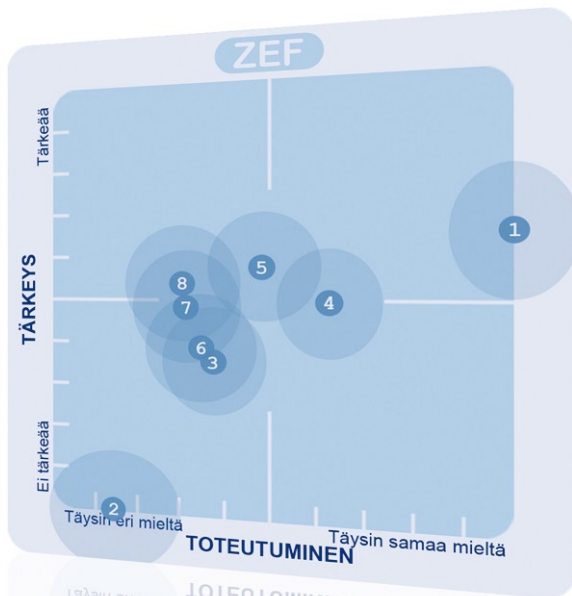 ZEF
Tärkeää
1
5
8
4
7
TÄRKEYS
6
3
Ei tärkeää
2
Täysin eri mieltä
Täysin samaa mieltä
TOTEUTUMINEN